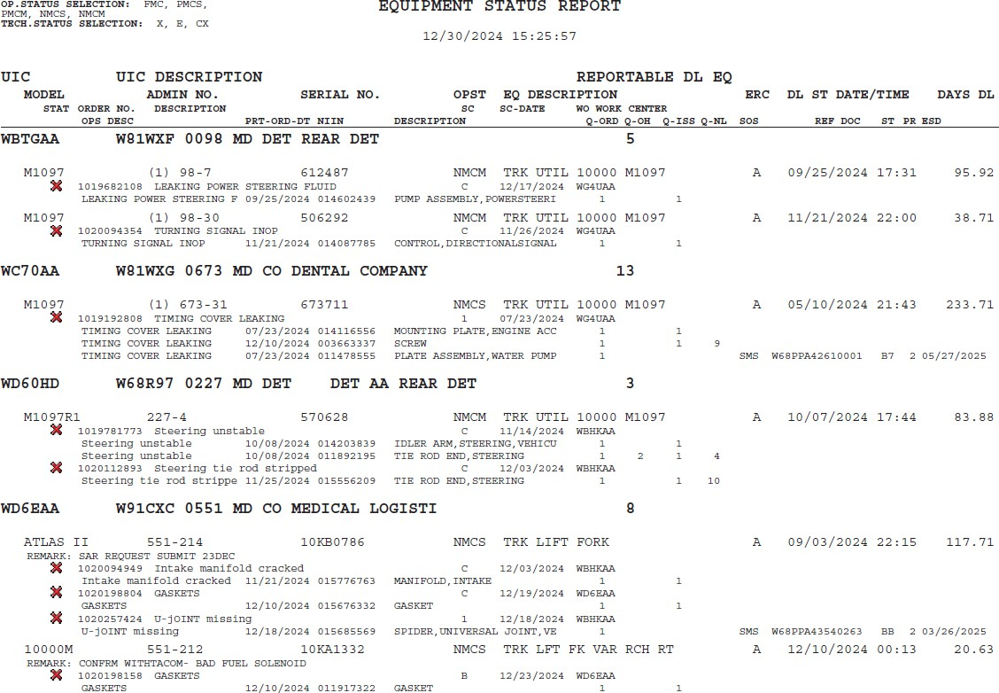 OP.STATUS SELECTION: FMC, PMCS,
EQUIPMENT STATUS REPORT
PMCM, NMCS, NMCM
TECH.STATUS SELECTION: X, E, CX
12/30/2024 15:25:57
UIC UIC DESCRIPTION REPORTABLE DL EQ
MODEL ADMIN NO. SERIAL NO. OPST EQ DESCRIPTION ERC DL ST DATE/TIME DAYS DL
STAT ORDER NO. DESCRIPTION SC SC-DATE WO WORK CENTER
OPS DESC PRT-ORD-DT NIIN DESCRIPTION Q-ORD Q-OH Q-ISS Q-NL SOS REF DOC ST PR ESD
WBTGAA W81WXF 0098 MD DET REAR DET 5
M1097 (1) 98-7 612487 NMCM TRK UTIL 10000 M1097 A 09/25/2024 17:31 95.92
1019682108 LEAKING POWER STEERING FLUID C 12/17/2024 WG4UAA
LEAKING POWER STEERING F 09/25/2024 014602439 PUMP ASSEMBLY,POWERSTEERI 1 1
M1097 (1) 98-30 506292 NMCM TRK UTIL 10000 M1097 A 11/21/2024 22:00 38.71
1020094354 TURNING SIGNAL INOP C 11/26/2024 WG4UAA
TURNING SIGNAL INOP 11/21/2024 014087785 CONTROL,DIRECTIONALSIGNAL 1 1
WC70AA W81WXG 0673 MD CO DENTAL COMPANY 13
M1097 (1) 673-31 673711 NMCS TRK UTIL 10000 M1097 A 05/10/2024 21:43 233.71
1019192808 TIMING COVER LEAKING 1 07/23/2024 WG4UAA
TIMING COVER LEAKING 07/23/2024 014116556 MOUNTING PLATE,ENGINE ACC 1 1
TIMING COVER LEAKING 12/10/2024 003663337 SCREW 1 1 9
TIMING COVER LEAKING 07/23/2024 011478555 PLATE ASSEMBLY,WATER PUMP 1 SMS W68PPA42610001 B7 2 05/27/2025
WD60HD W68R97 0227 MD DET DET AA REAR DET 3
M1097R1 227-4 570628 NMCM TRK UTIL 10000 M1097 A 10/07/2024 17:44 83.88
1019781773 Steering unstable C 11/14/2024 WBHKAA
Steering unstable 10/08/2024 014203839 IDLER ARM,STEERING,VEHICU 1 1
Steering unstable 10/08/2024 011892195 TIE ROD END,STEERING 1 2 1 4
1020112893 Steering tie rod stripped C 12/03/2024 WBHKAA
Steering tie rod strippe 11/25/2024 015556209 TIE ROD END,STEERING 1 1 10
WD6EAA W91CXC 0551 MD CO MEDICAL LOGISTI 8
ATLAS II 551-214 10KB0786 NMCS TRK LIFT FORK A 09/03/2024 22:15 117.71
REMARK: SAR REQUEST SUBMIT 23DEC
1020094949 Intake manifold cracked C 12/03/2024 WBHKAA
Intake manifold cracked 11/21/2024 015776763 MANIFOLD,INTAKE 1 1
1020198804 GASKETS C 12/19/2024 WD6EAA
GASKETS 12/10/2024 015676332 GASKET 1 1
1020257424 U-jOINT missing 1 12/18/2024 WBHKAA
U-jOINT missing 12/18/2024 015685569 SPIDER,UNIVERSAL JOINT,VE 1 SMS W68PPA43540263 BB 2 03/26/2025
10000M 551-212 10KA1332 NMCS TRK LFT FK VAR RCH RT A 12/10/2024 00:13 20.63
REMARK: CONFRM WITHTACOM- BAD FUEL SOLENOID
1020198158 GASKETS B 12/23/2024 WD6EAA
GASKETS 12/10/2024 011917322 GASKET 1 1